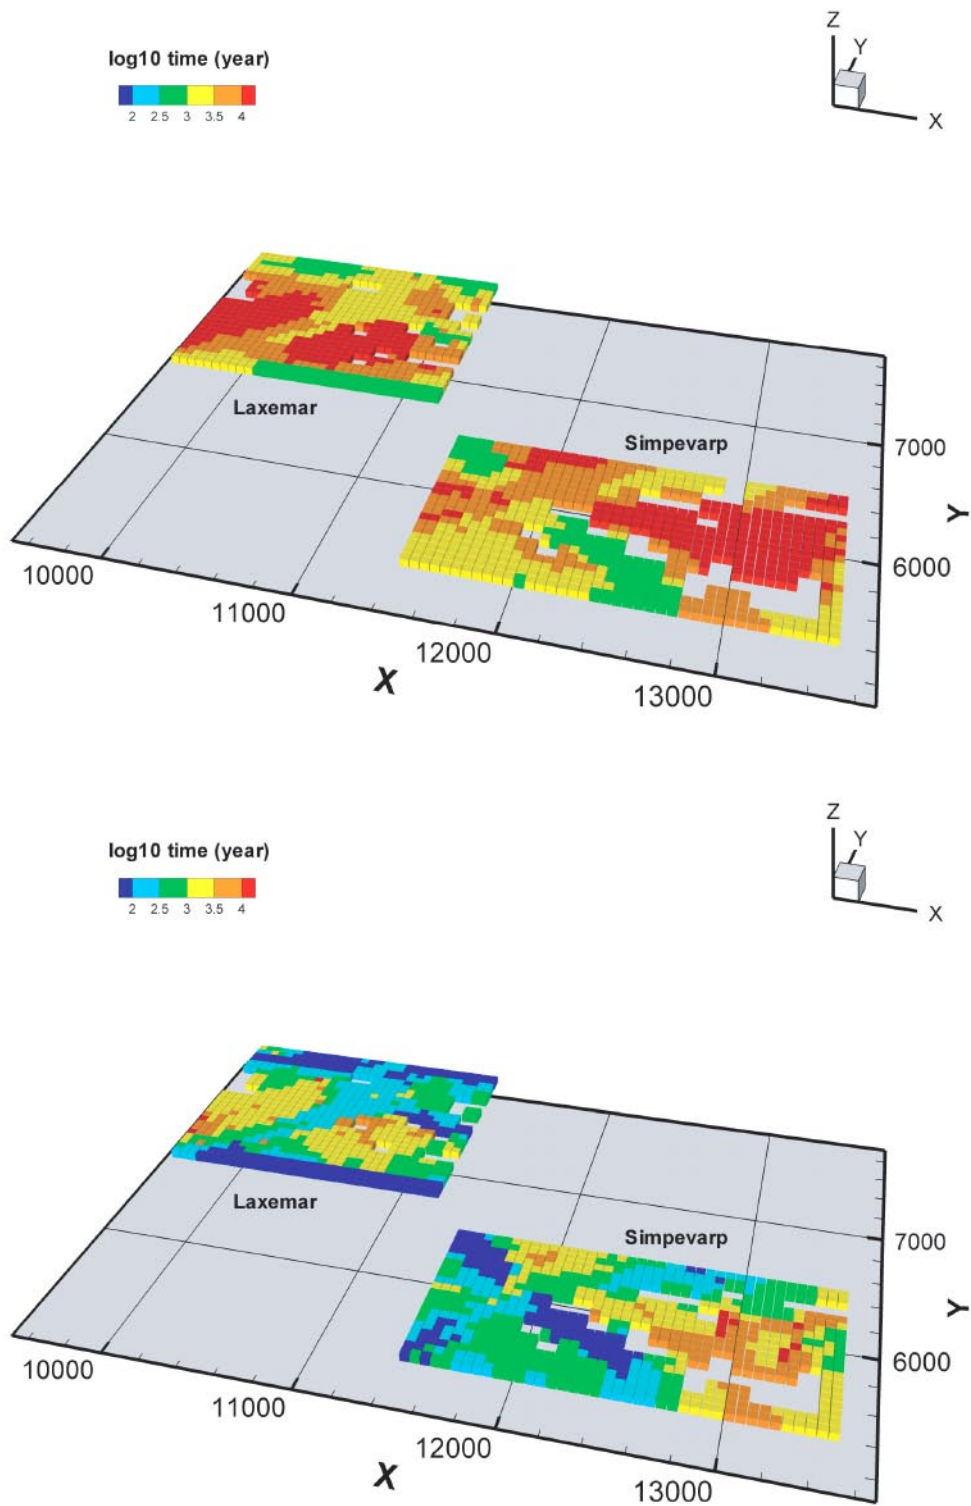 Z
Y
X
log10 time (year)
2 2.5 3 3.5 4
Laxemar
Simpevarp
7000
Y
6000
10000
11000
12000
X
13000
Z
Y
X
log10 time (year)
2 2.5 3 3.5 4
Laxemar
Simpevarp
7000
Y
6000
10000
11000
12000
X
13000